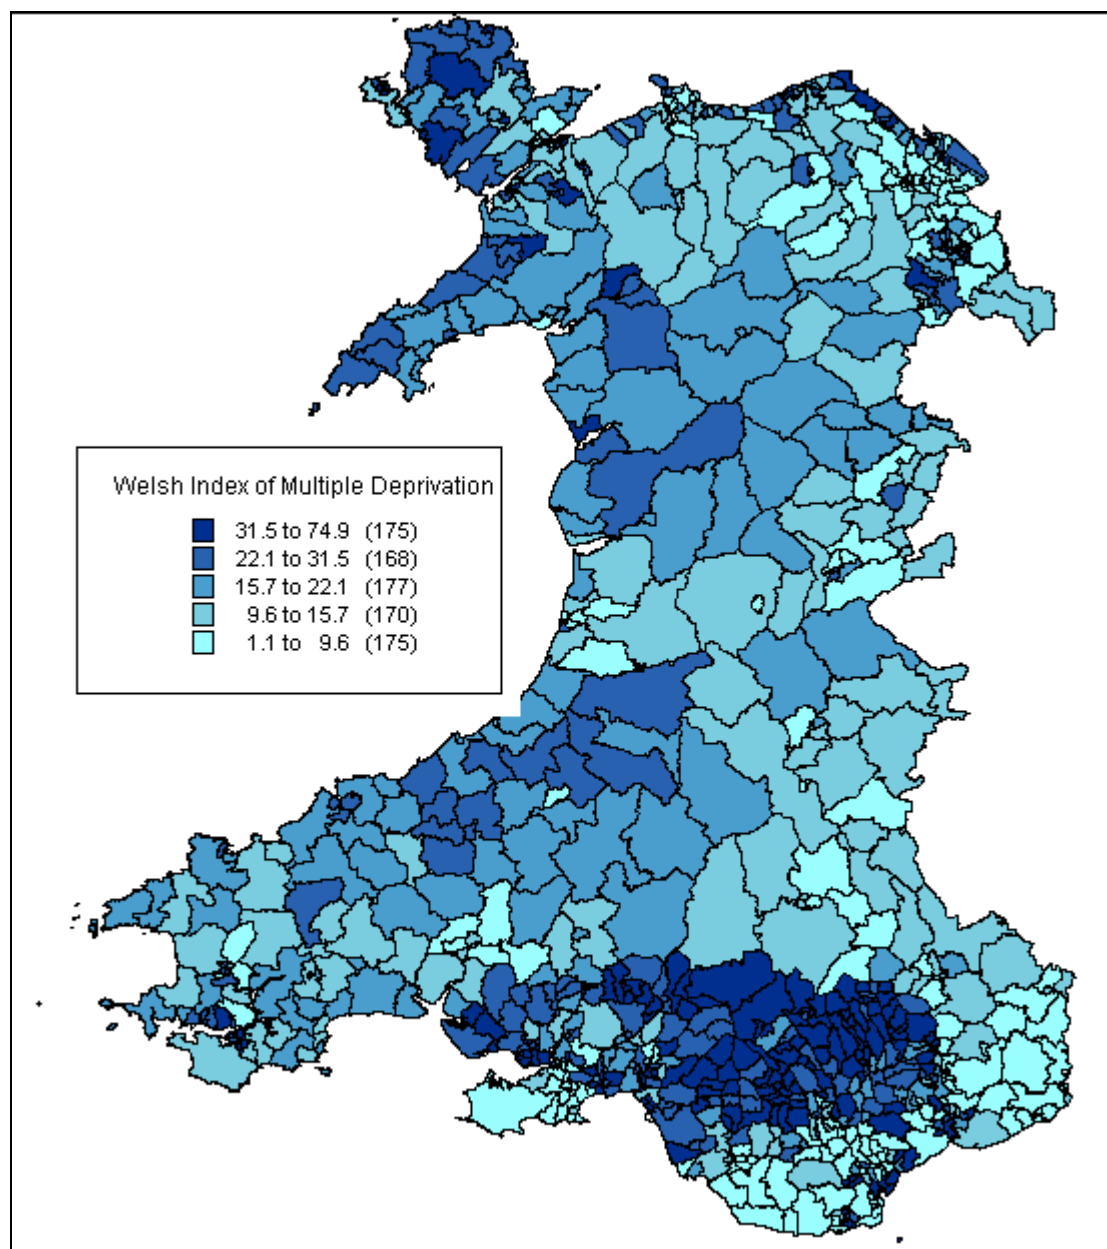 Welsh Index of Multiple Deprivation
31.5 to 74.9 (175)
22.1 to 31.5 (168)
15.7 to 22.1 (177)
9.6 to 15.7 (170)
1.1 to 9.6 (175)